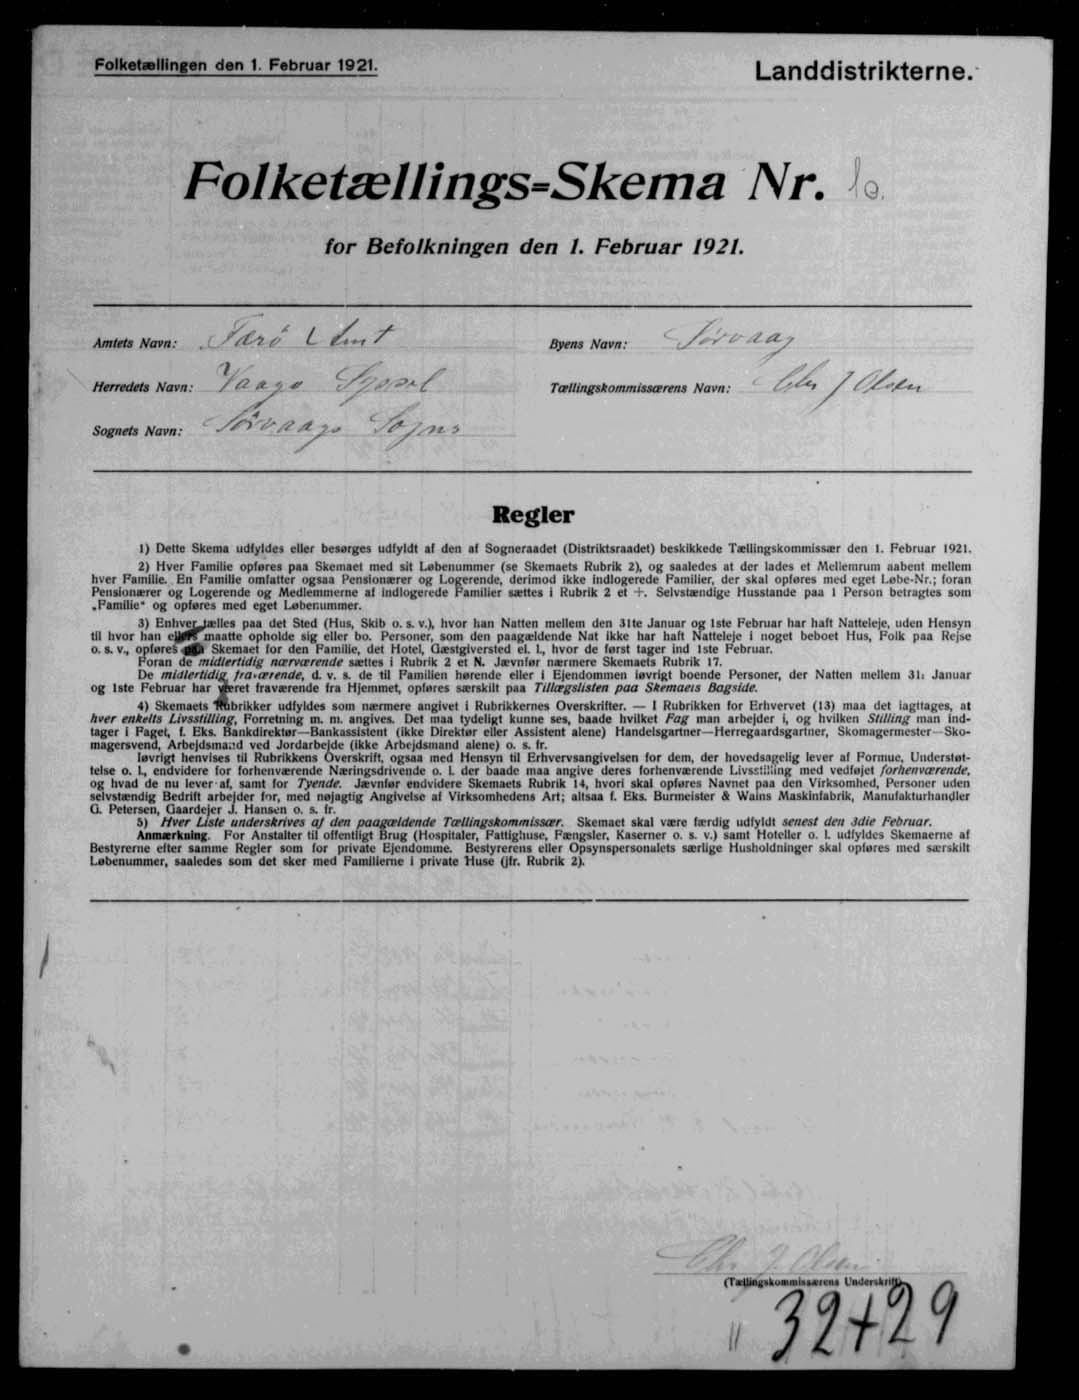 Folketællingen den 1. Februar 1921.
Landdistrikterne.
Folketællings=Skema Nr. 10.
for Befolkningen den 1. Februar 1921.
Amtets Navn: Færö Amt
Byens Navn: Sörvaag
Herredets Navn: Vaagø Syssel
Tællingskommissærens Navn: Chr J Olsen
Sognets Navn: Sörvaags Sogn
Regler
1) Dette Skema udfyldes eller besørges udfyldt af den af Sogneraadet (Distriktsraadet) beskikkede Tællingskommissær den 1. Februar 1921.
2) Hver Familie opføres paa Skemaet med sit Løbenummer (se Skemaets Rubrik 2), og saaledes at der lades et Mellemrum aabent mellem
hver Familie. En Familie omfatter ogsaa Pensionærer og Logerende, derimod ikke indlogerede Familier, der skal opføres med eget Løbe-Nr.; foran
Pensionærer og Logerende og Medlemmerne af indlogerede Familier sættes i Rubrik 2 et +. Selvstændige Husstande paa 1 Person betragtes som
„Familie“ og opføres med eget Løbenummer.
3) Enhver tælles paa det Sted (Hus, Skib o. s. v.), hvor han Natten mellem den 31te Januar og 1ste Februar har haft Natteleje, uden Hensyn
til hvor han ellers maatte opholde sig eller bo. Personer, som den paagældende Nat ikke har haft Natteleje i noget beboet Hus, Folk paa Rejse
o. s. v., opføres paa Skemaet for den Familie, det Hotel, Gæstgiversted el. l., hvor de først tager ind 1ste Februar.
Foran de midlertidig nærværende sættes i Rubrik 2 et N. Jævnfør nærmere Skemaets Rubrik 17.
De midlertidig fraværende, d. v. s. de til Familien hørende eller i Ejendommen iøvrigt boende Personer, der Natten mellem 31. Januar
og 1ste Februar har været fraværende fra Hjemmet, opføres særskilt paa Tillægslisten paa Skemaets Bagside.
4) Skemaets Rubrikker udfyldes som nærmere angivet i Rubrikkernes Overskrifter. — I Rubrikken for Erhvervet (13) maa det iagttages, at
hver enkelts Livsstilling, Forretning m. m. angives. Det maa tydeligt kunne ses, baade hvilket Fag man arbejder i, og hvilken Stilling man ind-
tager i Faget, f. Eks. Bankdirektør—Bankassistent (ikke Direktør eller Assistent alene) Handelsgartner—Herregaardsgartner, Skomagermester—Sko-
magersvend, Arbejdsmand ved Jordarbejde (ikke Arbejdsmand alene) o. s. fr.
Iøvrigt henvises til Rubrikkens Overskrift, ogsaa med Hensyn til Erhvervsangivelsen for dem, der hovedsagelig lever af Formue, Understøt-
telse o. l., endvidere for forhenværende Næringsdrivende o. l. der baade maa angive deres forhenværende Livsstilling med vedføjet forhenværende,
og hvad de nu lever af, samt for Tyende. Jævnfør endvidere Skemaets Rubrik 14, hvori skal opføres Navnet paa den Virksomhed, Personer uden
selvstændig Bedrift arbejder for, med nøjagtig Angivelse af Virksomhedens Art; altsaa f. Eks. Burmeister & Wains Maskinfabrik, Manufakturhandler
G. Petersen, Gaardejer J. Hansen o. s. fr.
5) Hver Liste underskrives af den paagældende Tællingskommissær. Skemaet skal være færdig udfyldt senest den 3die Februar.
Anmærkning. For Anstalter til offentligt Brug (Hospitaler, Fattighuse, Fængsler, Kaserner o. s. v.) samt Hoteller o. l. udfyldes Skemaerne af
Bestyrerne efter samme Regler som for private Ejendomme. Bestyrerens eller Opsynspersonalets særlige Husholdninger skal opføres med særskilt
Løbenummer, saaledes som det sker med Familierne i private Huse (jfr. Rubrik 2).
Chr J. Olsen
(Tællingskommissærens Underskrift)
" 32+29